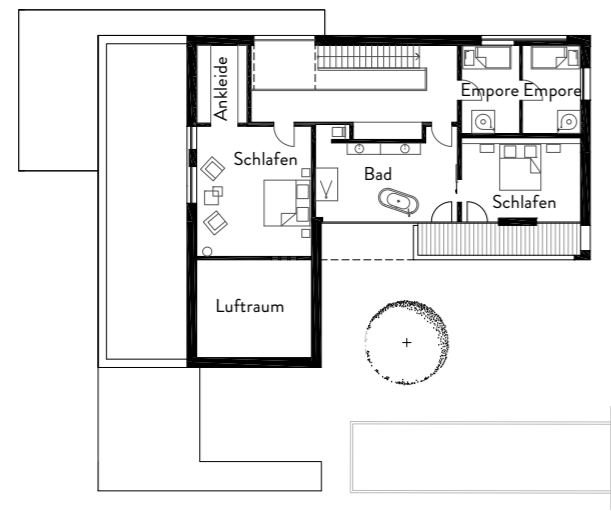 Ankleide
Empore
Empore
Schlafen
Bad
Schlafen
Luftraum